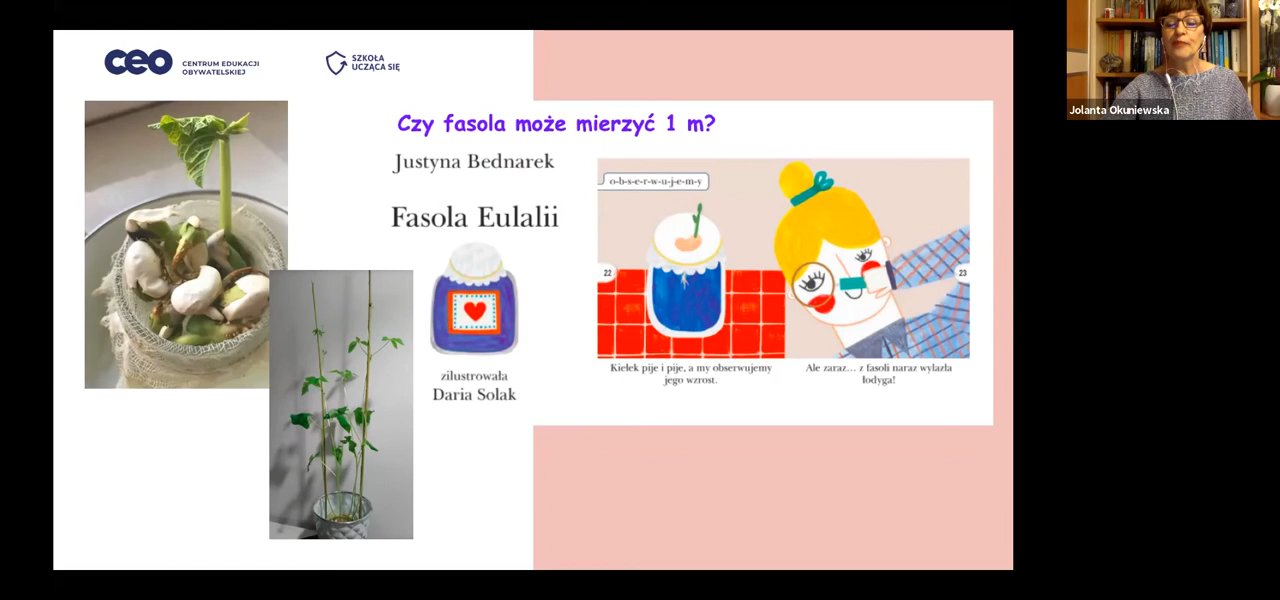 ceo CENTRUM EDUKACJI
OBYWATELSKIEJ
SZKOŁA
UCZĄCA SIĘ
Czy fasola może mierzyć 1 m?
Justyna Bednarek
Fasola Eulalii
zilustrowała
Daria Solak
o-b-s-e-r-w-u-j-e-m-y
22
23
Kiełek pije i pije, a my obserwujemy
jego wzrost.
Ale zaraz... z fasoli naraz wylazła
łodyga!
Jolanta Okuniewska